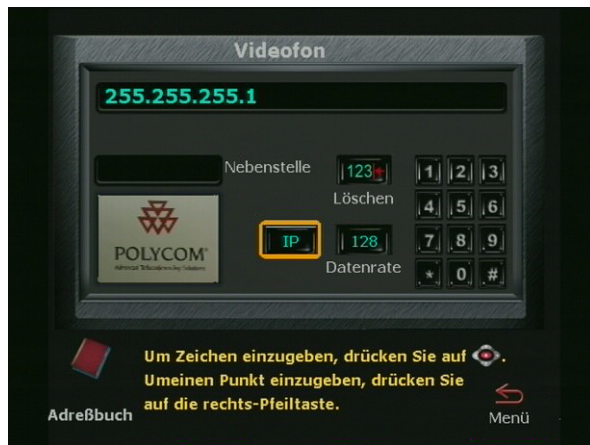 Videofon
255.255.255.1
Nebenstelle
123
Löschen
1 2 3
4 5 6
7 8 9
* 0 #
IP
128
Datenrate
POLYCOM
Um Zeichen einzugeben, drücken Sie auf .
Umeinen Punkt einzugeben, drücken Sie
auf die rechts-Pfeiltaste.
Adreßbuch
Menü